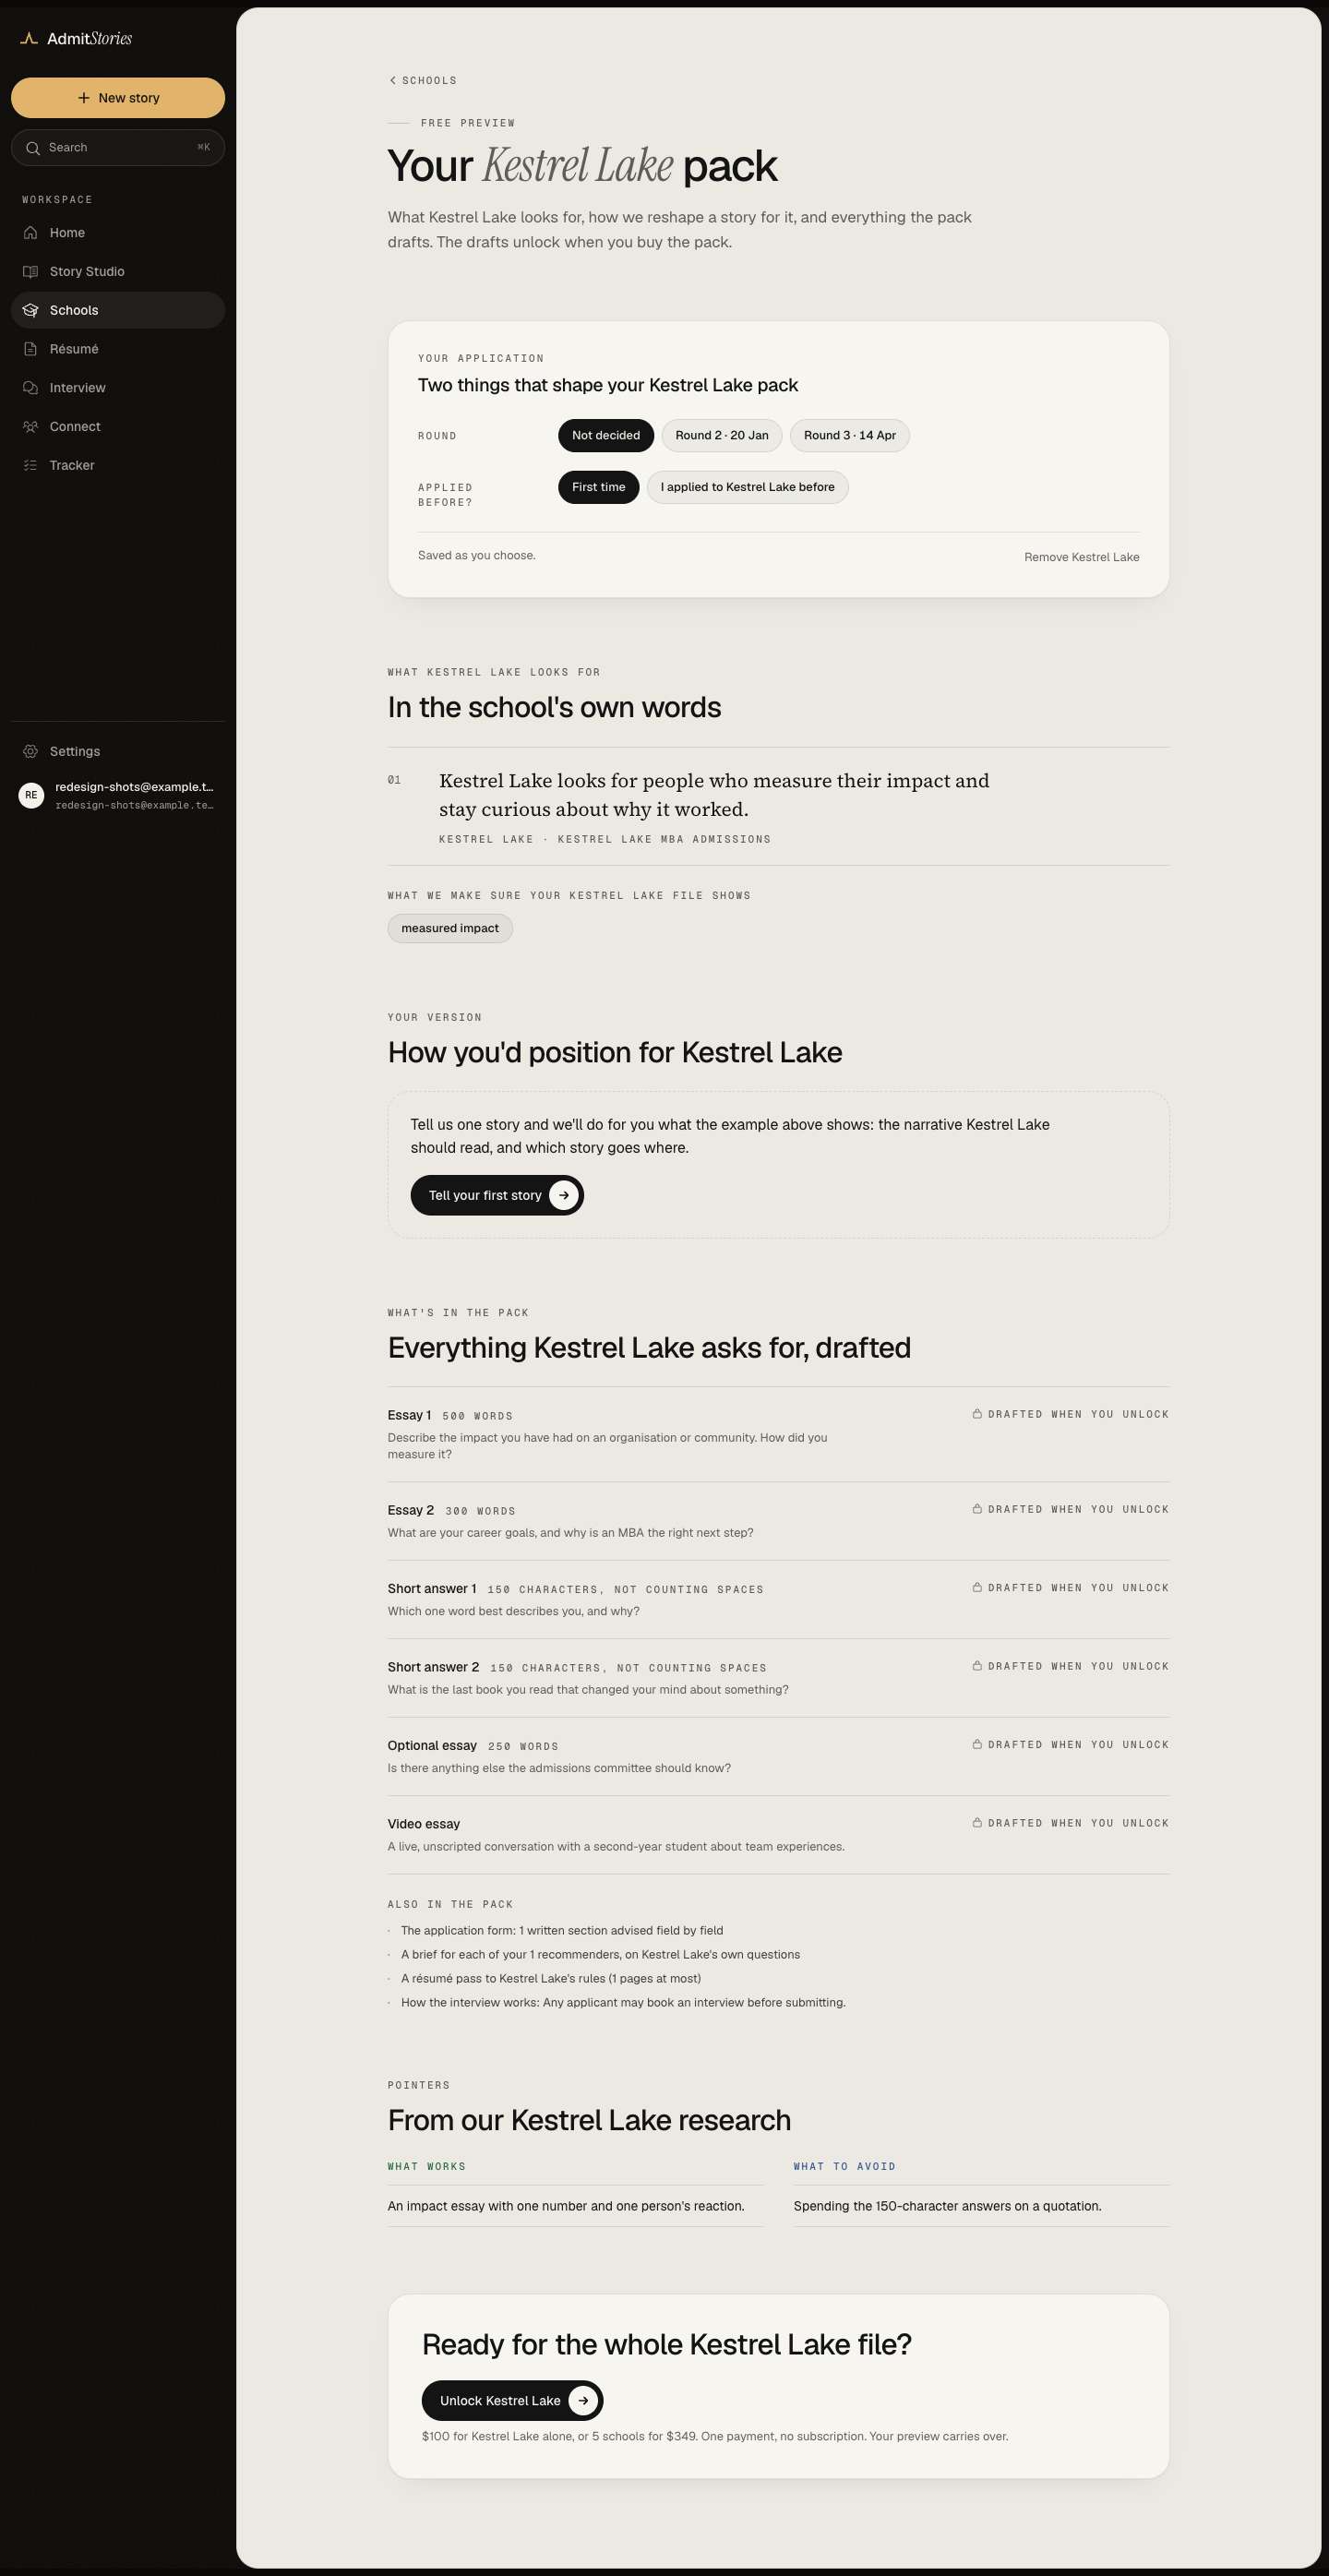 AdmitStories
New story
Search ⌘K
WORKSPACE
Home
Story Studio
Schools
Résumé
Interview
Connect
Tracker
Settings
RE
redesign-shots@example.t…
redesign-shots@example.te…
SCHOOLS
FREE PREVIEW
Your Kestrel Lake pack
What Kestrel Lake looks for, how we reshape a story for it, and everything the pack
drafts. The drafts unlock when you buy the pack.
YOUR APPLICATION
Two things that shape your Kestrel Lake pack
ROUND
Not decided
Round 2 · 20 Jan
Round 3 · 14 Apr
APPLIED
BEFORE?
First time
I applied to Kestrel Lake before
Saved as you choose.
Remove Kestrel Lake
WHAT KESTREL LAKE LOOKS FOR
In the school's own words
01
Kestrel Lake looks for people who measure their impact and
stay curious about why it worked.
KESTREL LAKE · KESTREL LAKE MBA ADMISSIONS
WHAT WE MAKE SURE YOUR KESTREL LAKE FILE SHOWS
measured impact
YOUR VERSION
How you'd position for Kestrel Lake
Tell us one story and we'll do for you what the example above shows: the narrative Kestrel Lake
should read, and which story goes where.
Tell your first story
WHAT'S IN THE PACK
Everything Kestrel Lake asks for, drafted
Essay 1 500 WORDS
DRAFTED WHEN YOU UNLOCK
Describe the impact you have had on an organisation or community. How did you
measure it?
Essay 2 300 WORDS
DRAFTED WHEN YOU UNLOCK
What are your career goals, and why is an MBA the right next step?
Short answer 1 150 CHARACTERS, NOT COUNTING SPACES
DRAFTED WHEN YOU UNLOCK
Which one word best describes you, and why?
Short answer 2 150 CHARACTERS, NOT COUNTING SPACES
DRAFTED WHEN YOU UNLOCK
What is the last book you read that changed your mind about something?
Optional essay 250 WORDS
DRAFTED WHEN YOU UNLOCK
Is there anything else the admissions committee should know?
Video essay
DRAFTED WHEN YOU UNLOCK
A live, unscripted conversation with a second-year student about team experiences.
ALSO IN THE PACK
· The application form: 1 written section advised field by field
· A brief for each of your 1 recommenders, on Kestrel Lake's own questions
· A résumé pass to Kestrel Lake's rules (1 pages at most)
· How the interview works: Any applicant may book an interview before submitting.
POINTERS
From our Kestrel Lake research
WHAT WORKS
An impact essay with one number and one person's reaction.
WHAT TO AVOID
Spending the 150-character answers on a quotation.
Ready for the whole Kestrel Lake file?
Unlock Kestrel Lake
$100 for Kestrel Lake alone, or 5 schools for $349. One payment, no subscription. Your preview carries over.